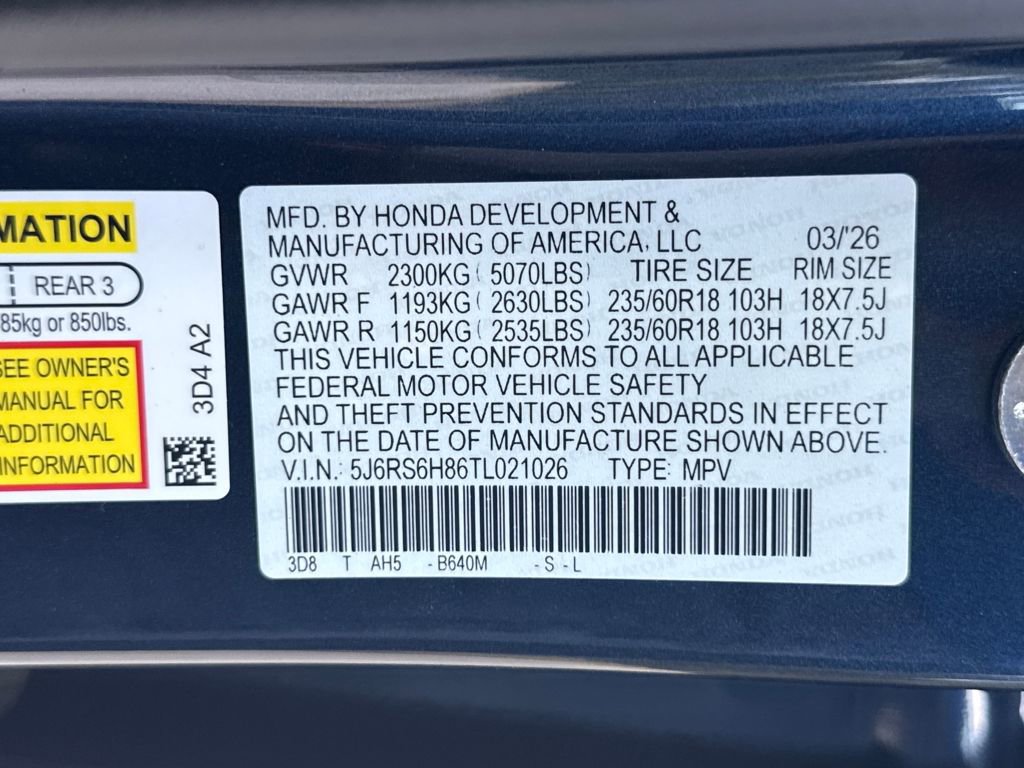 MATION
REAR 3
85kg or 850lbs.
SEE OWNER'S
MANUAL FOR
ADDITIONAL
INFORMATION
3D4 A2
MFD. BY HONDA DEVELOPMENT &
MANUFACTURING OF AMERICA, LLC 03/'26
GVWR 2300KG ( 5070LBS) TIRE SIZE RIM SIZE
GAWR F 1193KG ( 2630LBS) 235/60R18 103H 18X7.5J
GAWR R 1150KG ( 2535LBS) 235/60R18 103H 18X7.5J
THIS VEHICLE CONFORMS TO ALL APPLICABLE
FEDERAL MOTOR VEHICLE SAFETY
AND THEFT PREVENTION STANDARDS IN EFFECT
ON THE DATE OF MANUFACTURE SHOWN ABOVE.
V.I.N.: 5J6RS6H86TL021026 TYPE: MPV
3D8 T AH5 -B640M -S-L